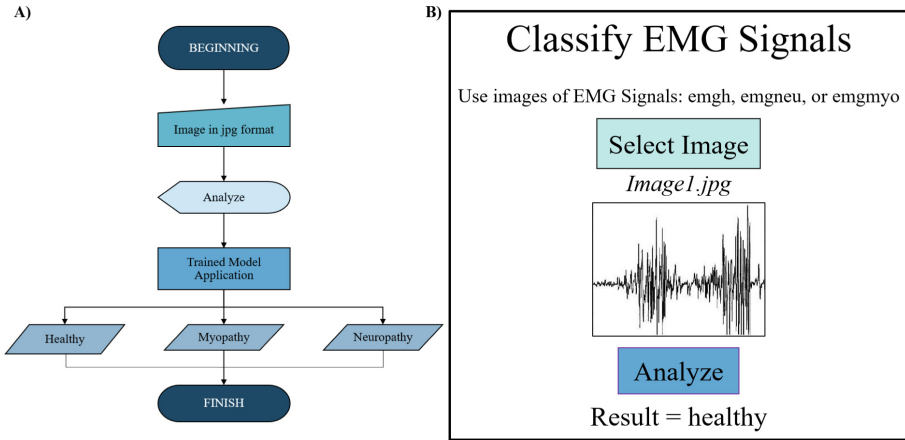 A)
BEGINNING
Image in jpg format
Analyze
Trained Model
Application
Healthy
Myopathy
Neuropathy
FINISH
B)
Classify EMG Signals
Use images of EMG Signals: emgh, emgneu, or emgmyo
Select Image
Image1.jpg
Analyze
Result = healthy